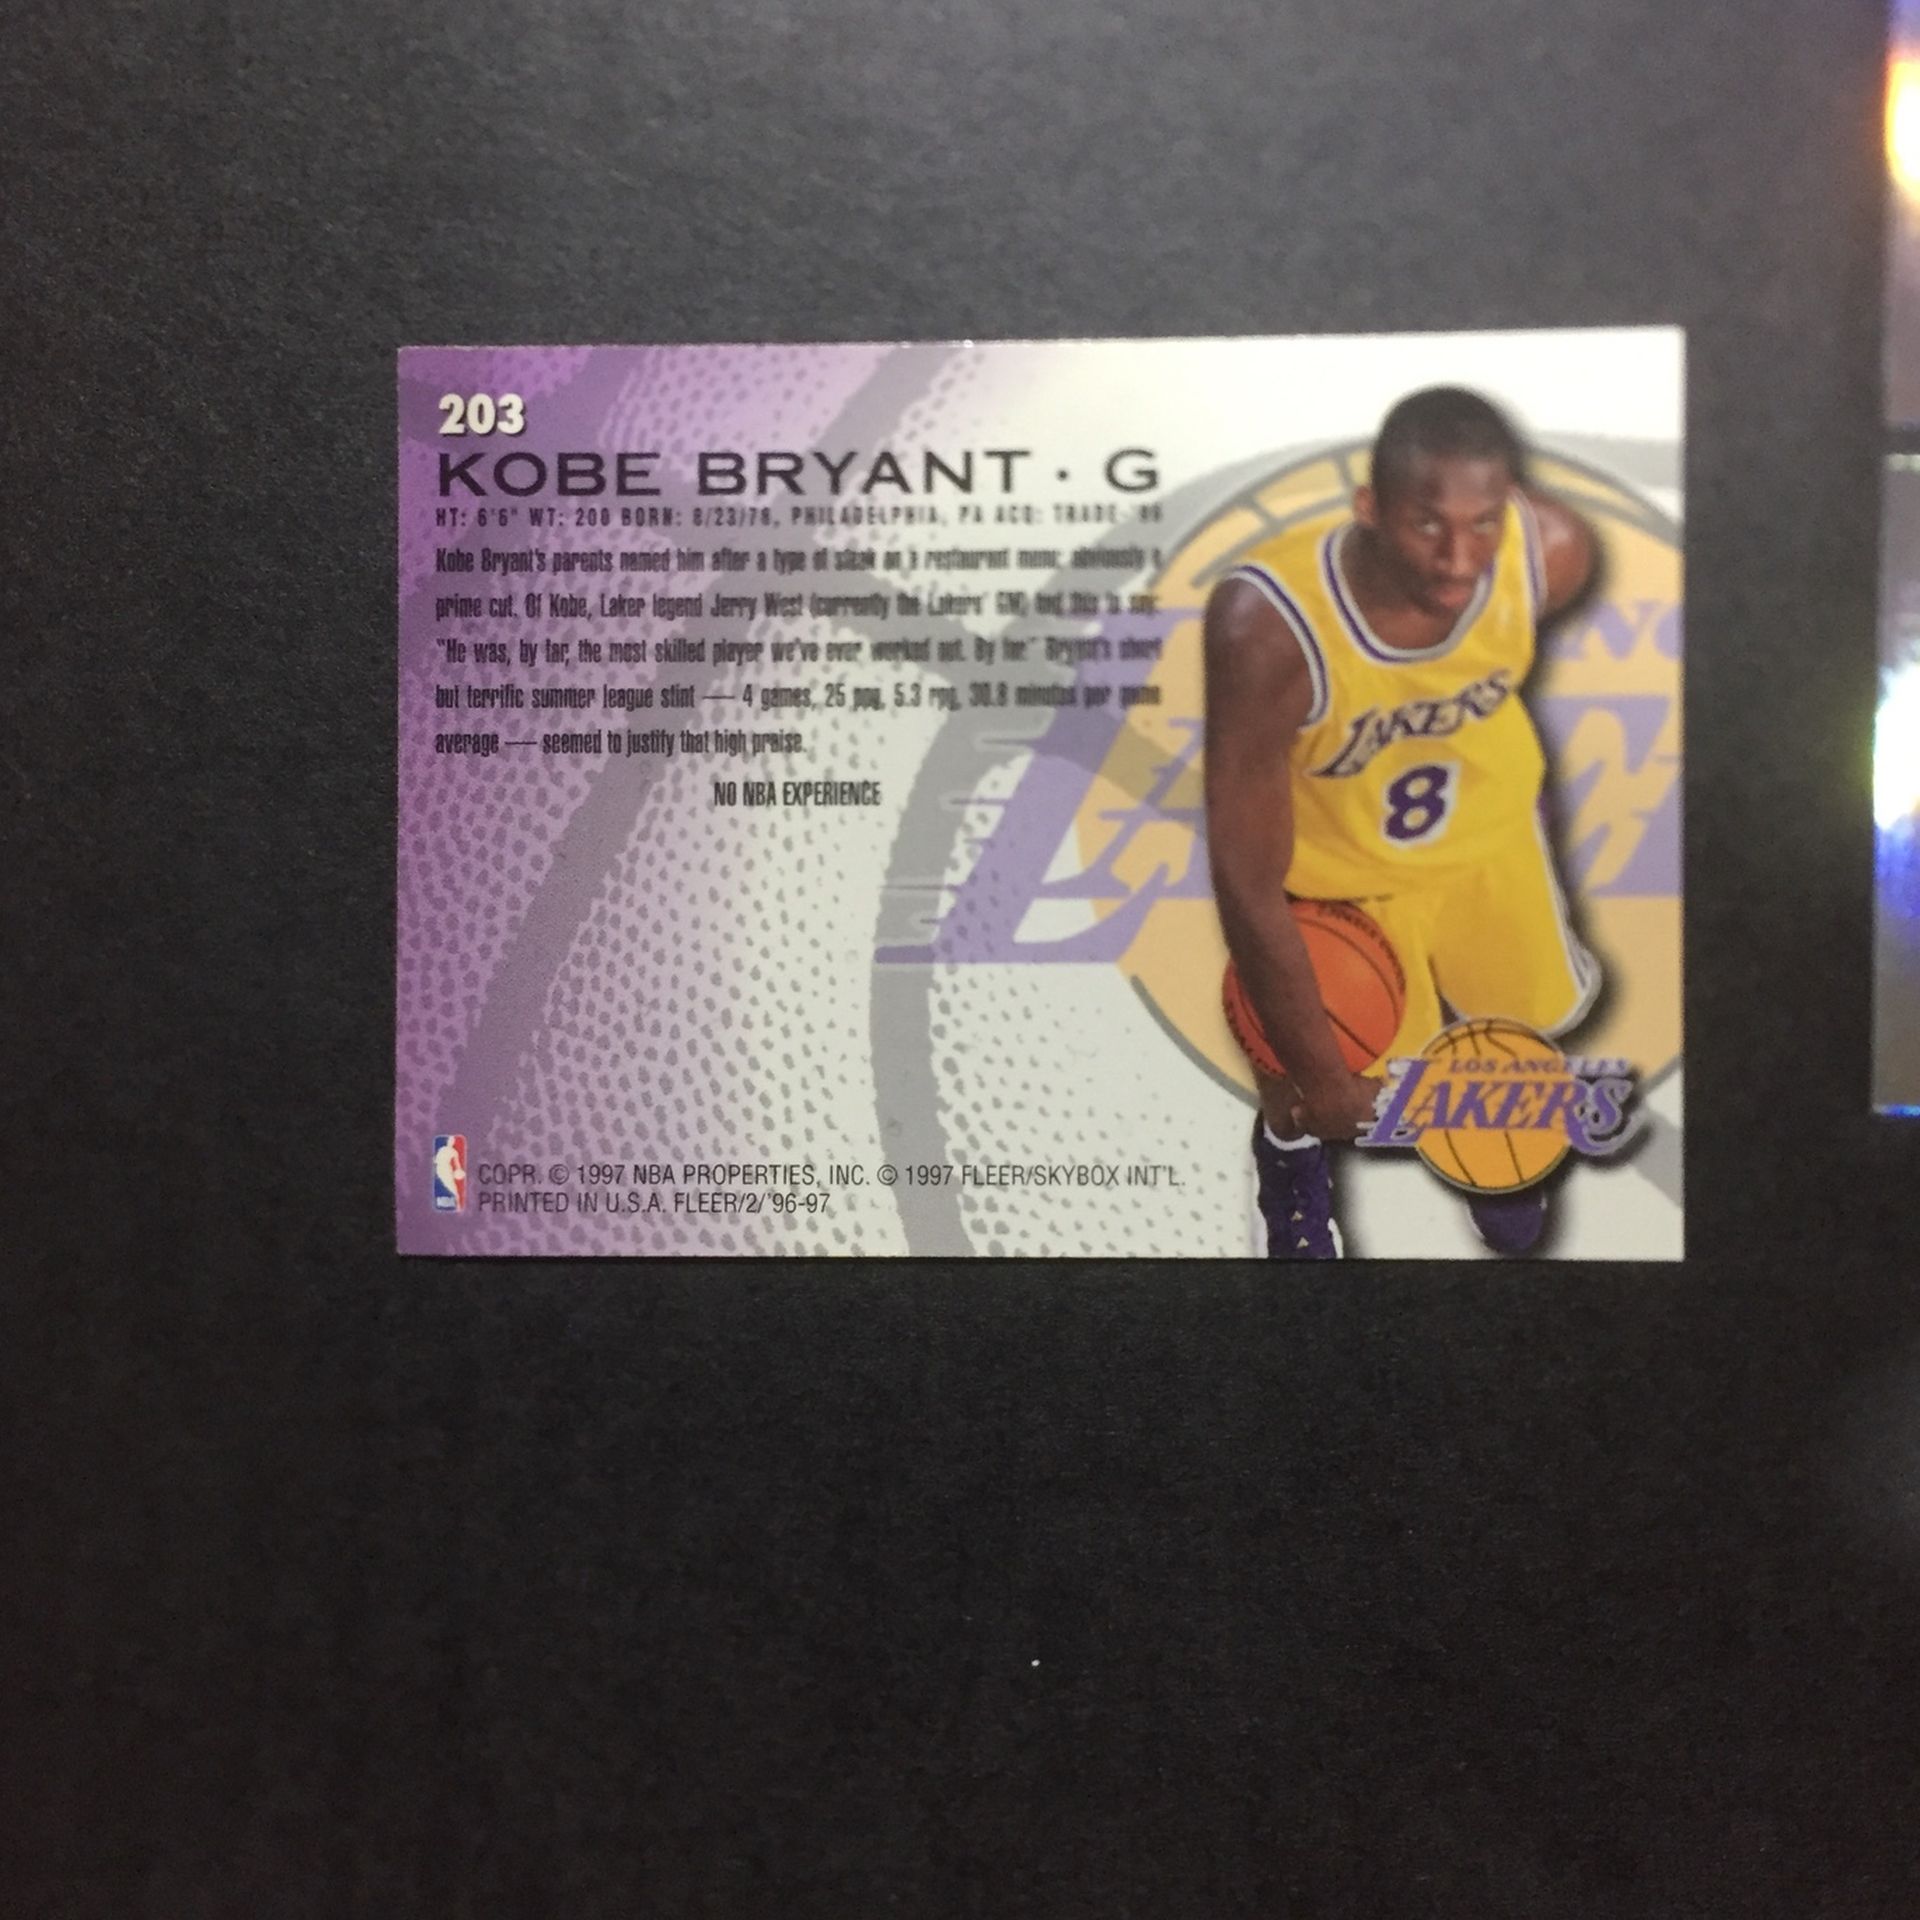 203
KOBE BRYANT · G
HT: 6'6" WT: 200 BORN: 8/23/78, PHILADELPHIA, PA ACQ: TRADE-'96
Kobe Bryant's parents named him after a type of steak on a restaurant menu; obviously a
prime cut. Of Kobe, Laker legend Jerry West (currently the Lakers' GM) had this to say:
"He was, by far, the most skilled player we've ever worked out. By far." Bryant's short
but terrific summer league stint — 4 games, 25 ppg, 5.3 rpg, 30.8 minutes per game
average — seemed to justify that high praise.
NO NBA EXPERIENCE
LAKERS
8
LOS ANGELES
LAKERS
NBA
COPR. © 1997 NBA PROPERTIES, INC. © 1997 FLEER/SKYBOX INT'L.
PRINTED IN U.S.A. FLEER/2/'96-97